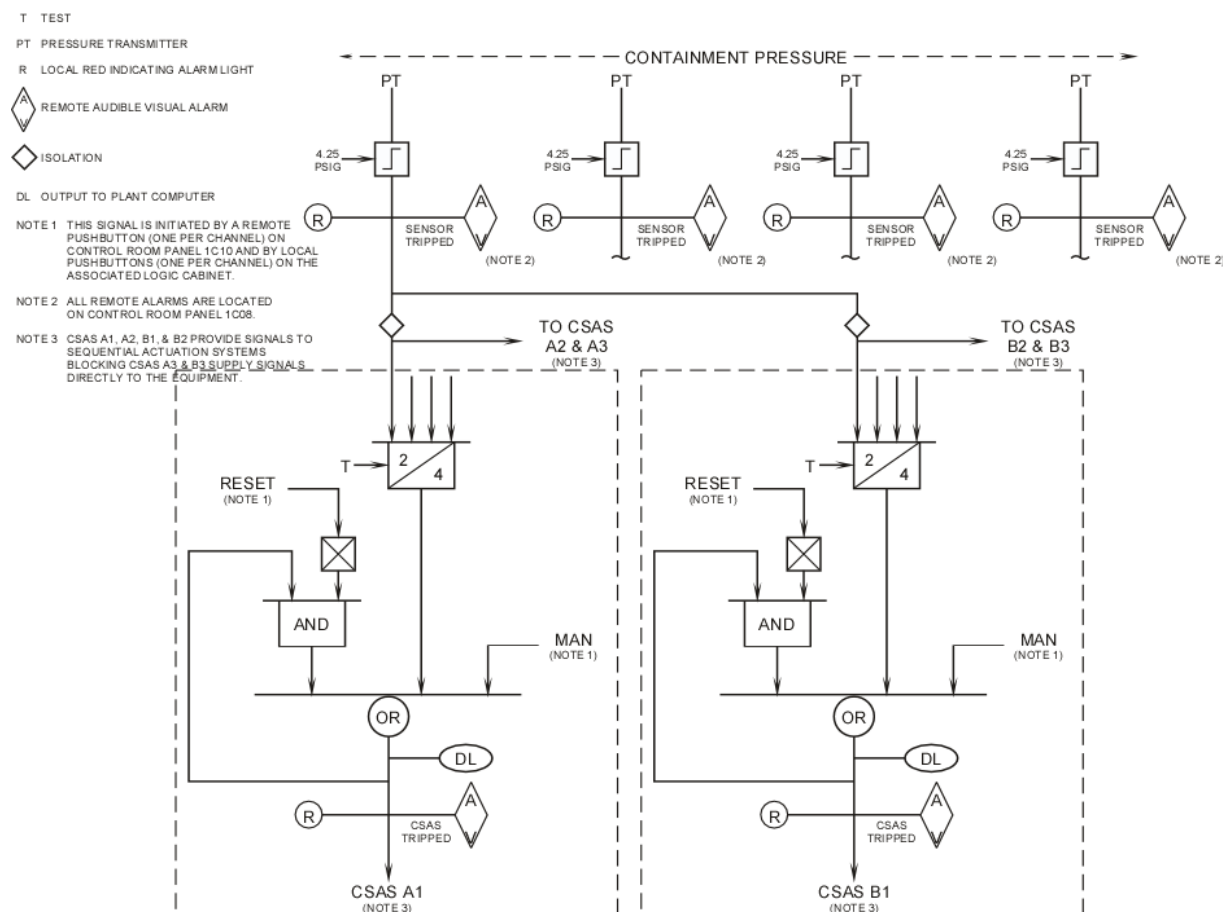 T TEST
PT PRESSURE TRANSMITTER
R LOCAL RED INDICATING ALARM LIGHT
A
V
REMOTE AUDIBLE VISUAL ALARM
ISOLATION
DL OUTPUT TO PLANT COMPUTER
NOTE 1 THIS SIGNAL IS INITIATED BY A REMOTE
PUSHBUTTON (ONE PER CHANNEL) ON
CONTROL ROOM PANEL 1C10 AND BY LOCAL
PUSHBUTTONS (ONE PER CHANNEL) ON THE
ASSOCIATED LOGIC CABINET.
NOTE 2 ALL REMOTE ALARMS ARE LOCATED
ON CONTROL ROOM PANEL 1C08.
NOTE 3 CSAS A1, A2, B1, & B2 PROVIDE SIGNALS TO
SEQUENTIAL ACTUATION SYSTEMS
BLOCKING CSAS A3 & B3 SUPPLY SIGNALS
DIRECTLY TO THE EQUIPMENT.
CONTAINMENT PRESSURE
PT
4.25
PSIG
R
SENSOR
TRIPPED
A
V
(NOTE 2)
PT
4.25
PSIG
R
SENSOR
TRIPPED
A
V
(NOTE 2)
PT
4.25
PSIG
R
SENSOR
TRIPPED
A
V
(NOTE 2)
PT
4.25
PSIG
R
SENSOR
TRIPPED
A
V
(NOTE 2)
TO CSAS
A2 & A3
(NOTE 3)
TO CSAS
B2 & B3
(NOTE 3)
T
2
4
RESET
(NOTE 1)
AND
MAN
(NOTE 1)
OR
DL
R
CSAS
TRIPPED
A
V
CSAS A1
(NOTE 3)
T
2
4
RESET
(NOTE 1)
AND
MAN
(NOTE 1)
OR
DL
R
CSAS
TRIPPED
A
V
CSAS B1
(NOTE 3)